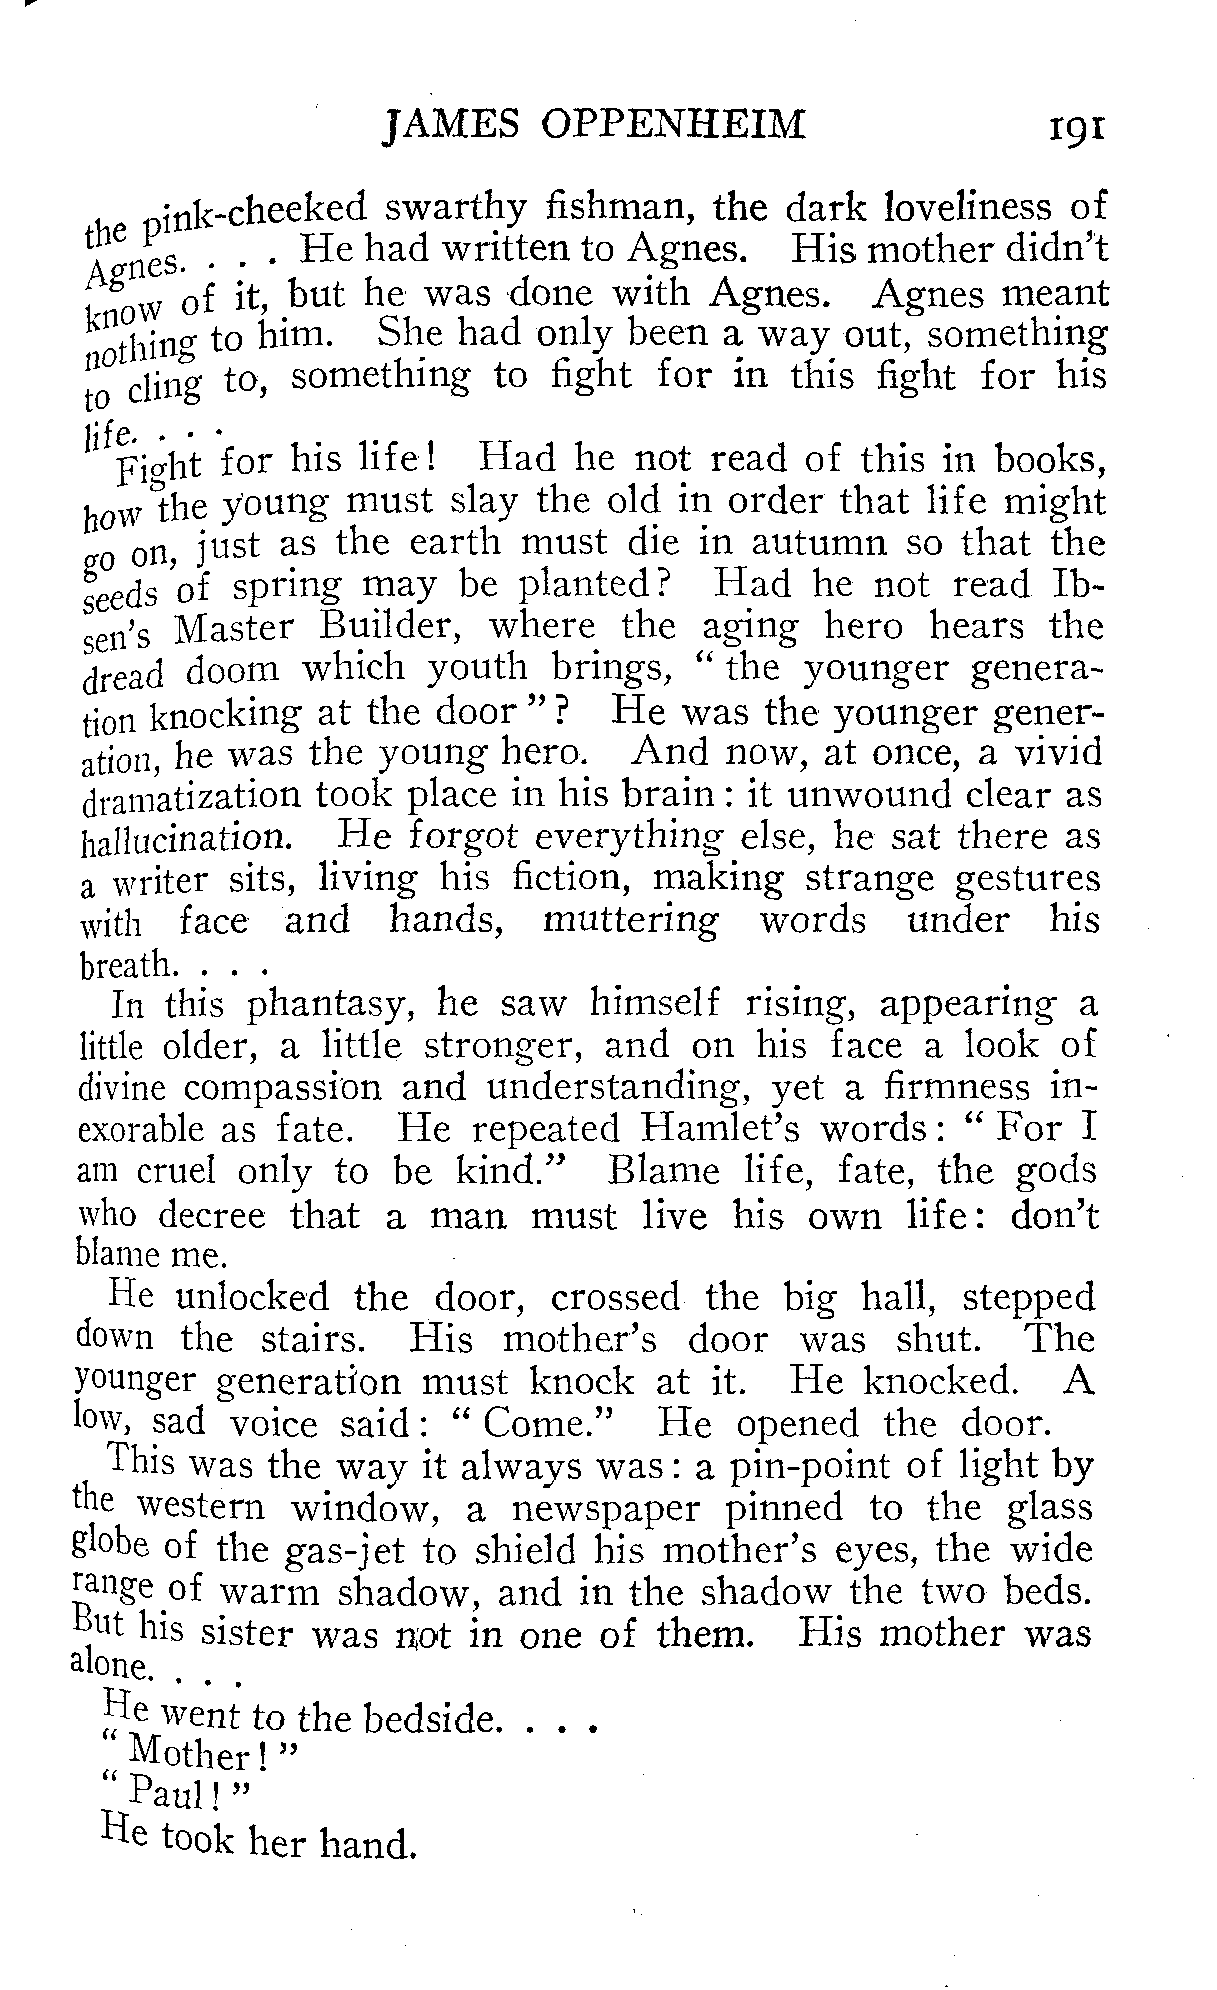 JAMES OPPENHEIM 191
the pink-cheeked swarthy fishman, the dark loveliness of
Agnes. . . . He had written to Agnes. His mother didn't
know of it, but he was done with Agnes. Agnes meant
nothing to him. She had only been a way out, something
to cling to, something to fight for in this fight for his
life. . . .
Fight for his life! Had he not read of this in books,
how the young must slay the old in order that life might
go on, just as the earth must die in autumn so that the
seeds of spring may be planted? Had he not read Ib-
sen's Master Builder, where the aging hero hears the
dread doom which youth brings, " the younger genera-
tion knocking at the door "? He was the younger gener-
ation, he was the young hero. And now, at once, a vivid
dramatization took place in his brain : it unwound clear as
hallucination. He forgot everything else, he sat there as
a writer sits, living his fiction, making strange gestures
with face and hands, muttering words under his
breath. . . .
In this phantasy, he saw himself rising, appearing a
little older, a little stronger, and on his face a look of
divine compassion and understanding, yet a firmness in-
exorable as fate. He repeated Hamlet's words : " For I
am cruel only to be kind." Blame life, fate, the gods
who decree that a man must live his own life : don't
blame me.
He unlocked the door, crossed the big hall, stepped
down the stairs. His mother's door was shut. The
younger generation must knock at it. He knocked. A
low, sad voice said : " Come." He opened the door.
This was the way it always was : a pin-point of light by
the western window, a newspaper pinned to the glass
globe of the gas-jet to shield his mother's eyes, the wide
range of warm shadow, and in the shadow the two beds.
But his sister was not in one of them. His mother was
alone. . . .
He went to the bedside. . . .
" Mother ! "
" Paul ! "
He took her hand.